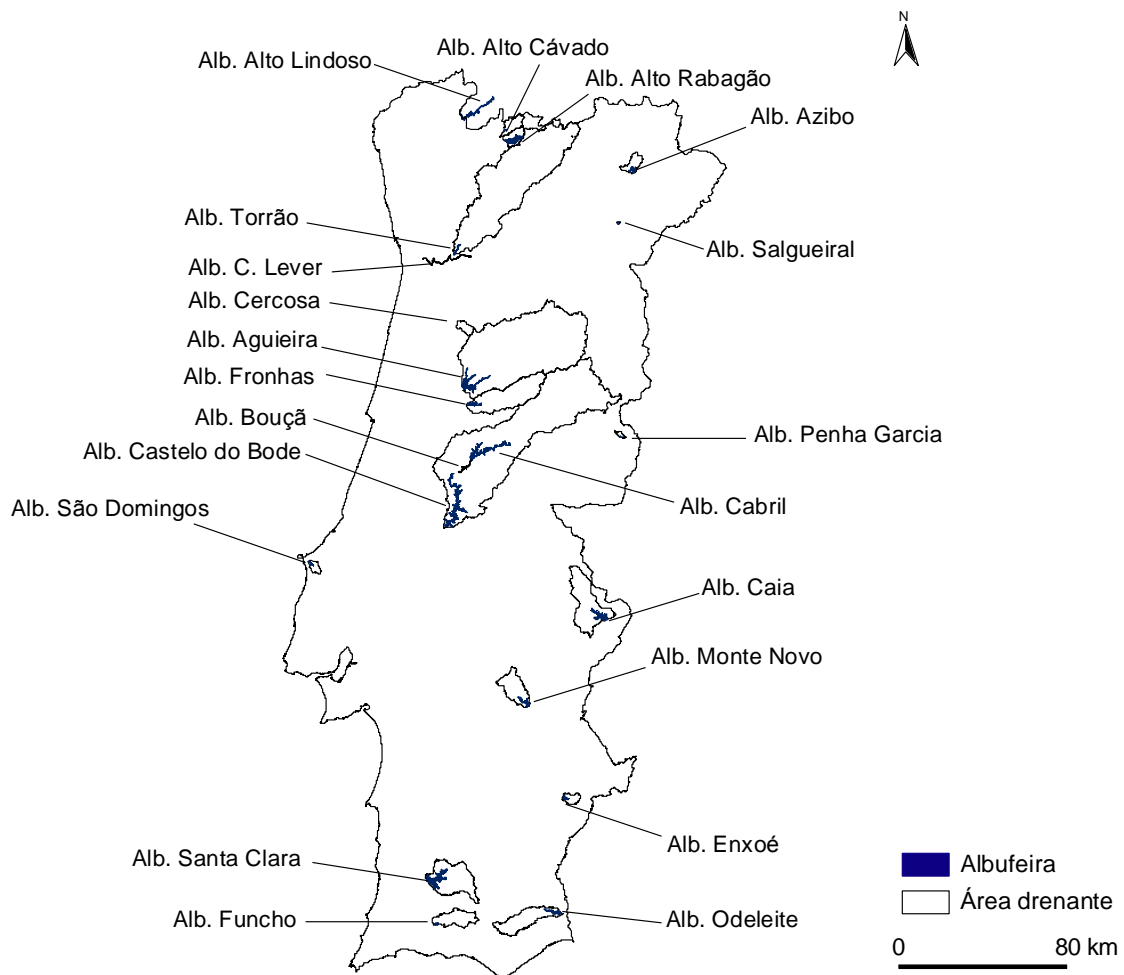 N
Alb. Alto Cávado
Alb. Alto Lindoso
Alb. Alto Rabagão
Alb. Azibo
Alb. Torrão
Alb. Salgueiral
Alb. C. Lever
Alb. Cercosa
Alb. Aguieira
Alb. Fronhas
Alb. Bouçã
Alb. Penha Garcia
Alb. Castelo do Bode
Alb. São Domingos
Alb. Cabril
Alb. Caia
Alb. Monte Novo
Alb. Enxoé
Alb. Santa Clara
Albufeira
Área drenante
Alb. Funcho
Alb. Odeleite
0 80 km